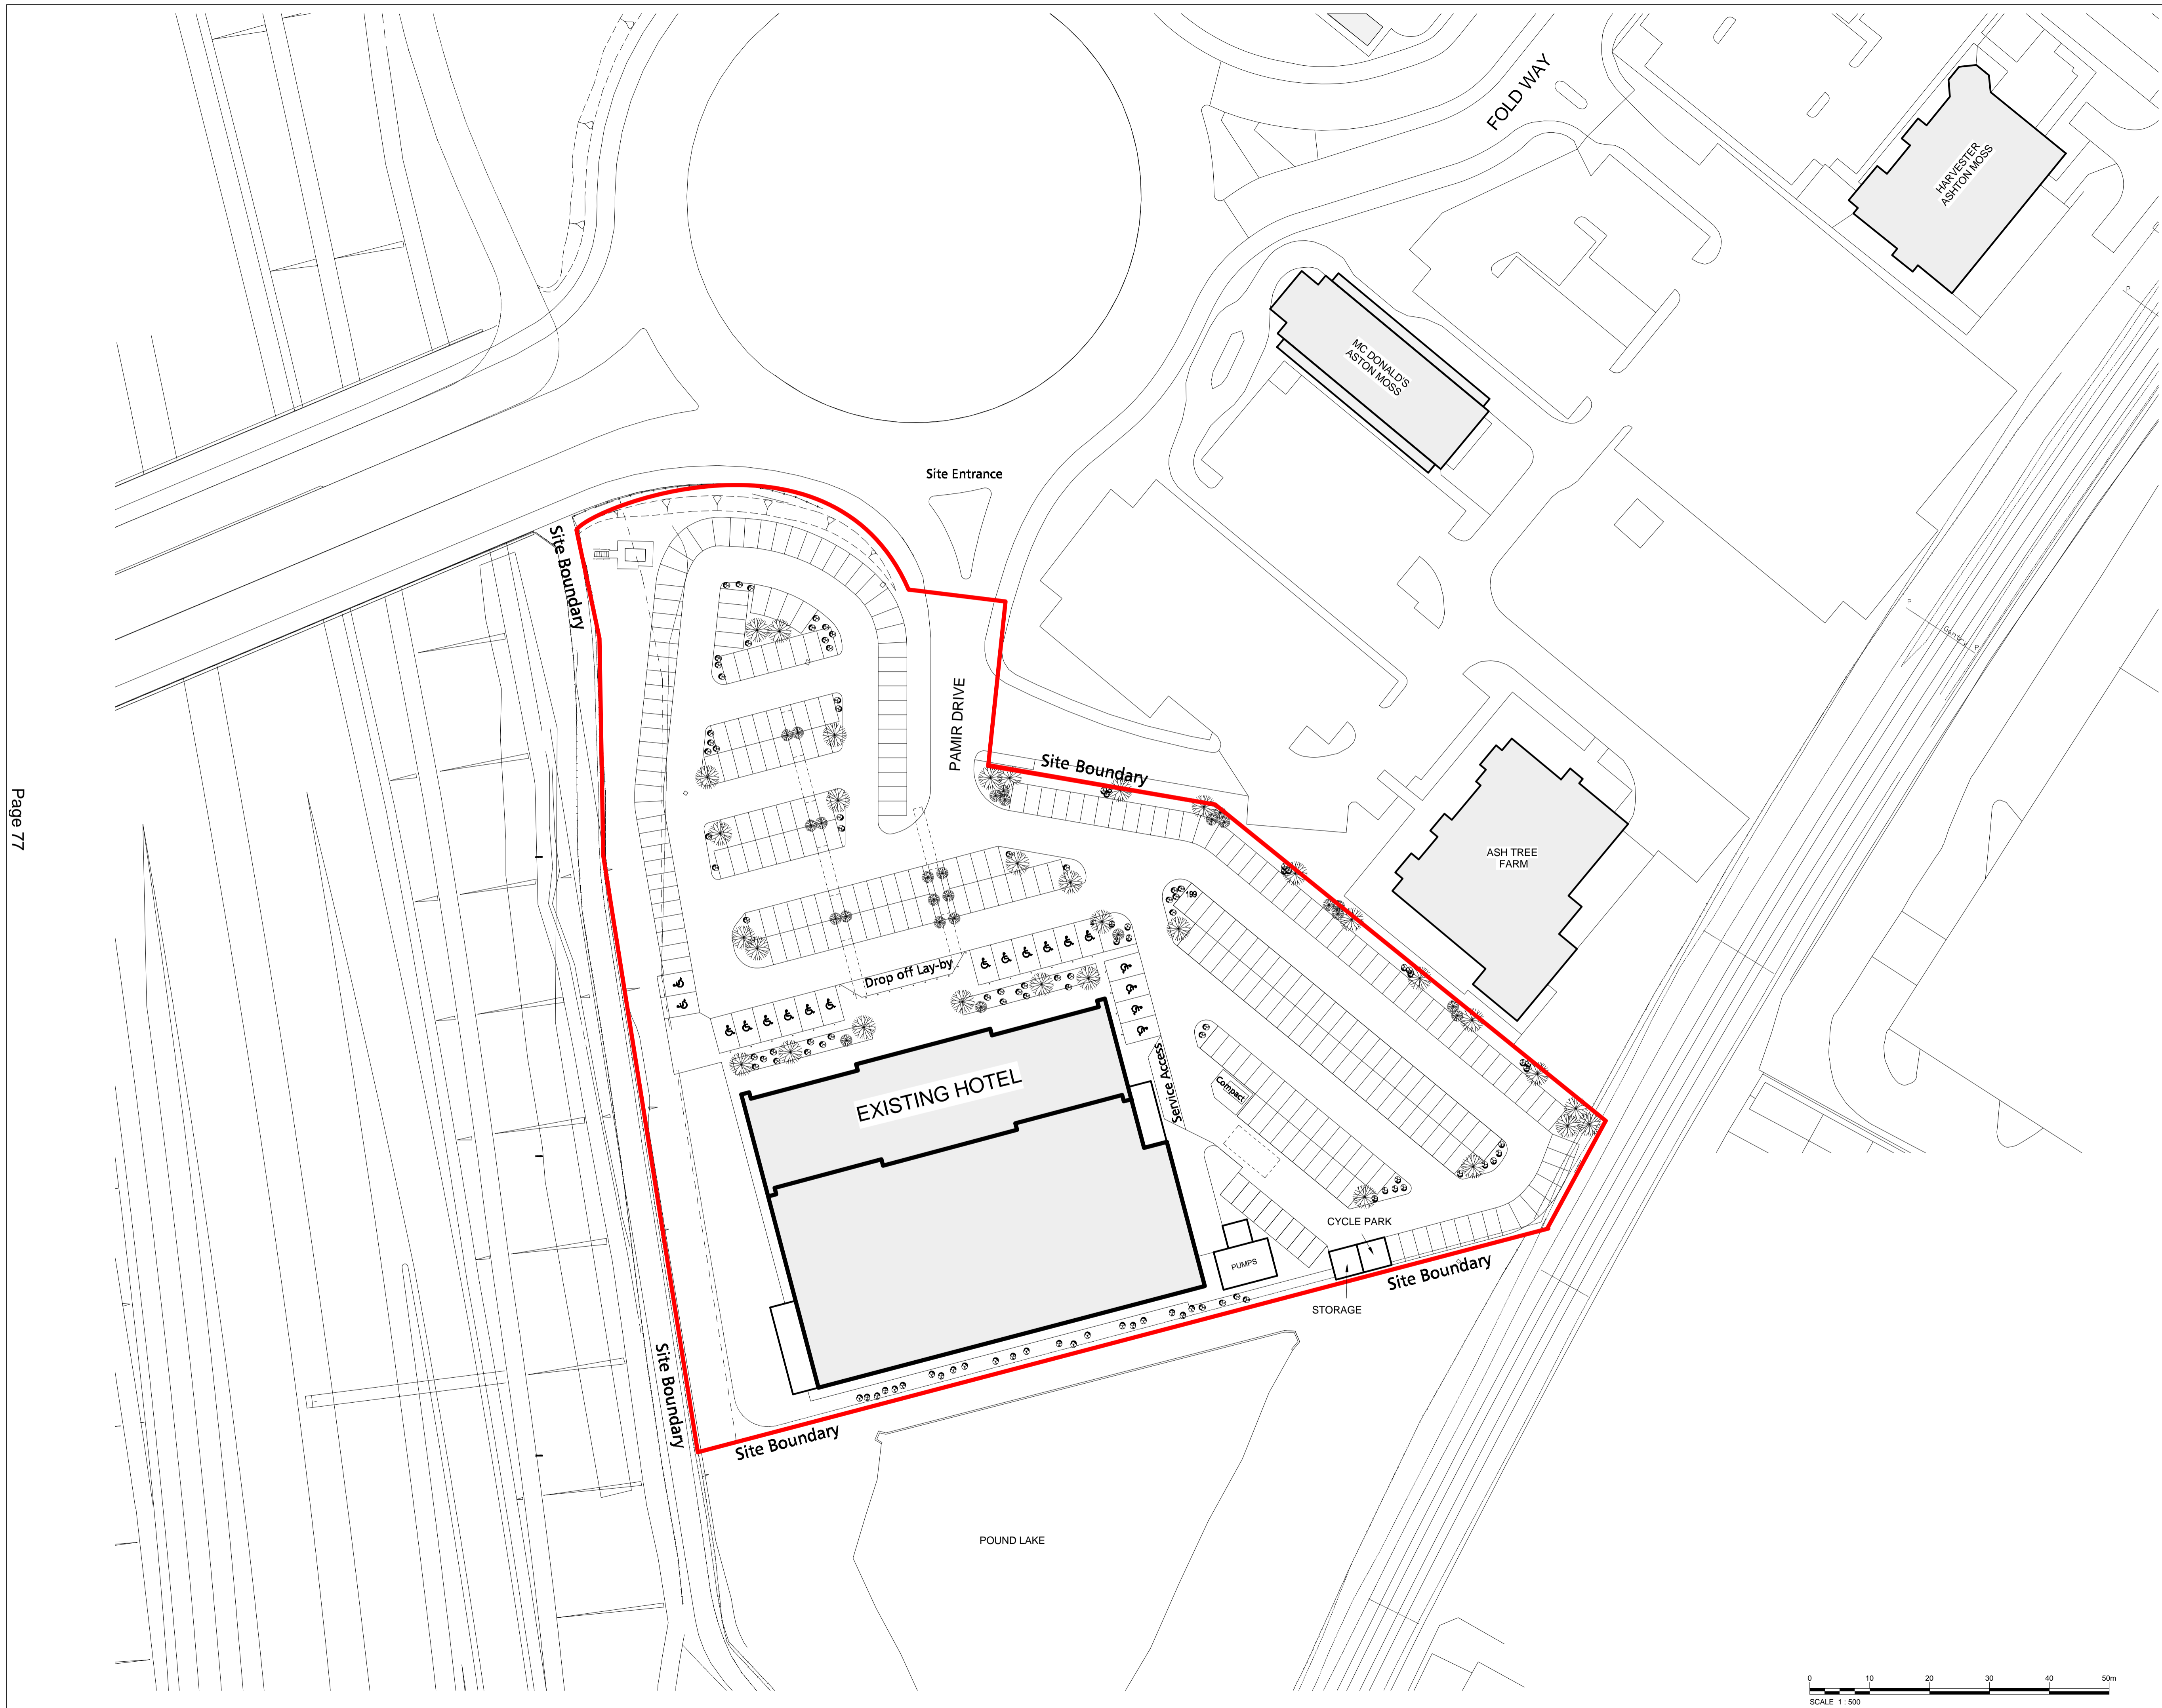 FOLD WAY
HARVESTER
ASHTON MOSS
P
MC DONALD'S
ASTON MOSS
Site Entrance
Site Boundary
P
Gantry
P
PAMIR DRIVE
Site Boundary
Page 77
ASH TREE
FARM
199
Drop off Lay-by
Service Access
EXISTING HOTEL
Compact
CYCLE PARK
PUMPS
Site Boundary
STORAGE
Site Boundary
Site Boundary
POUND LAKE
0 10 20 30 40 50m
SCALE 1 : 500